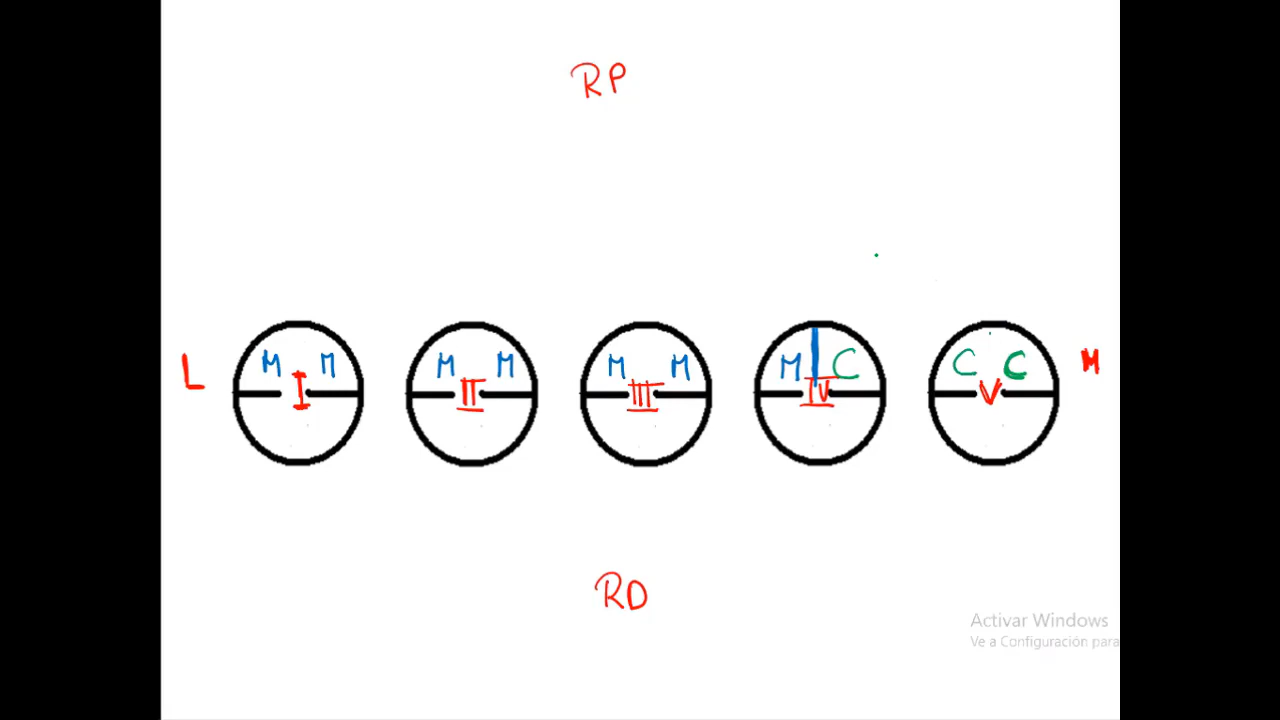 RP
L M M M M M M M C C C M
I II III IV V
RD
Activar Windows
Ve a Configuración para